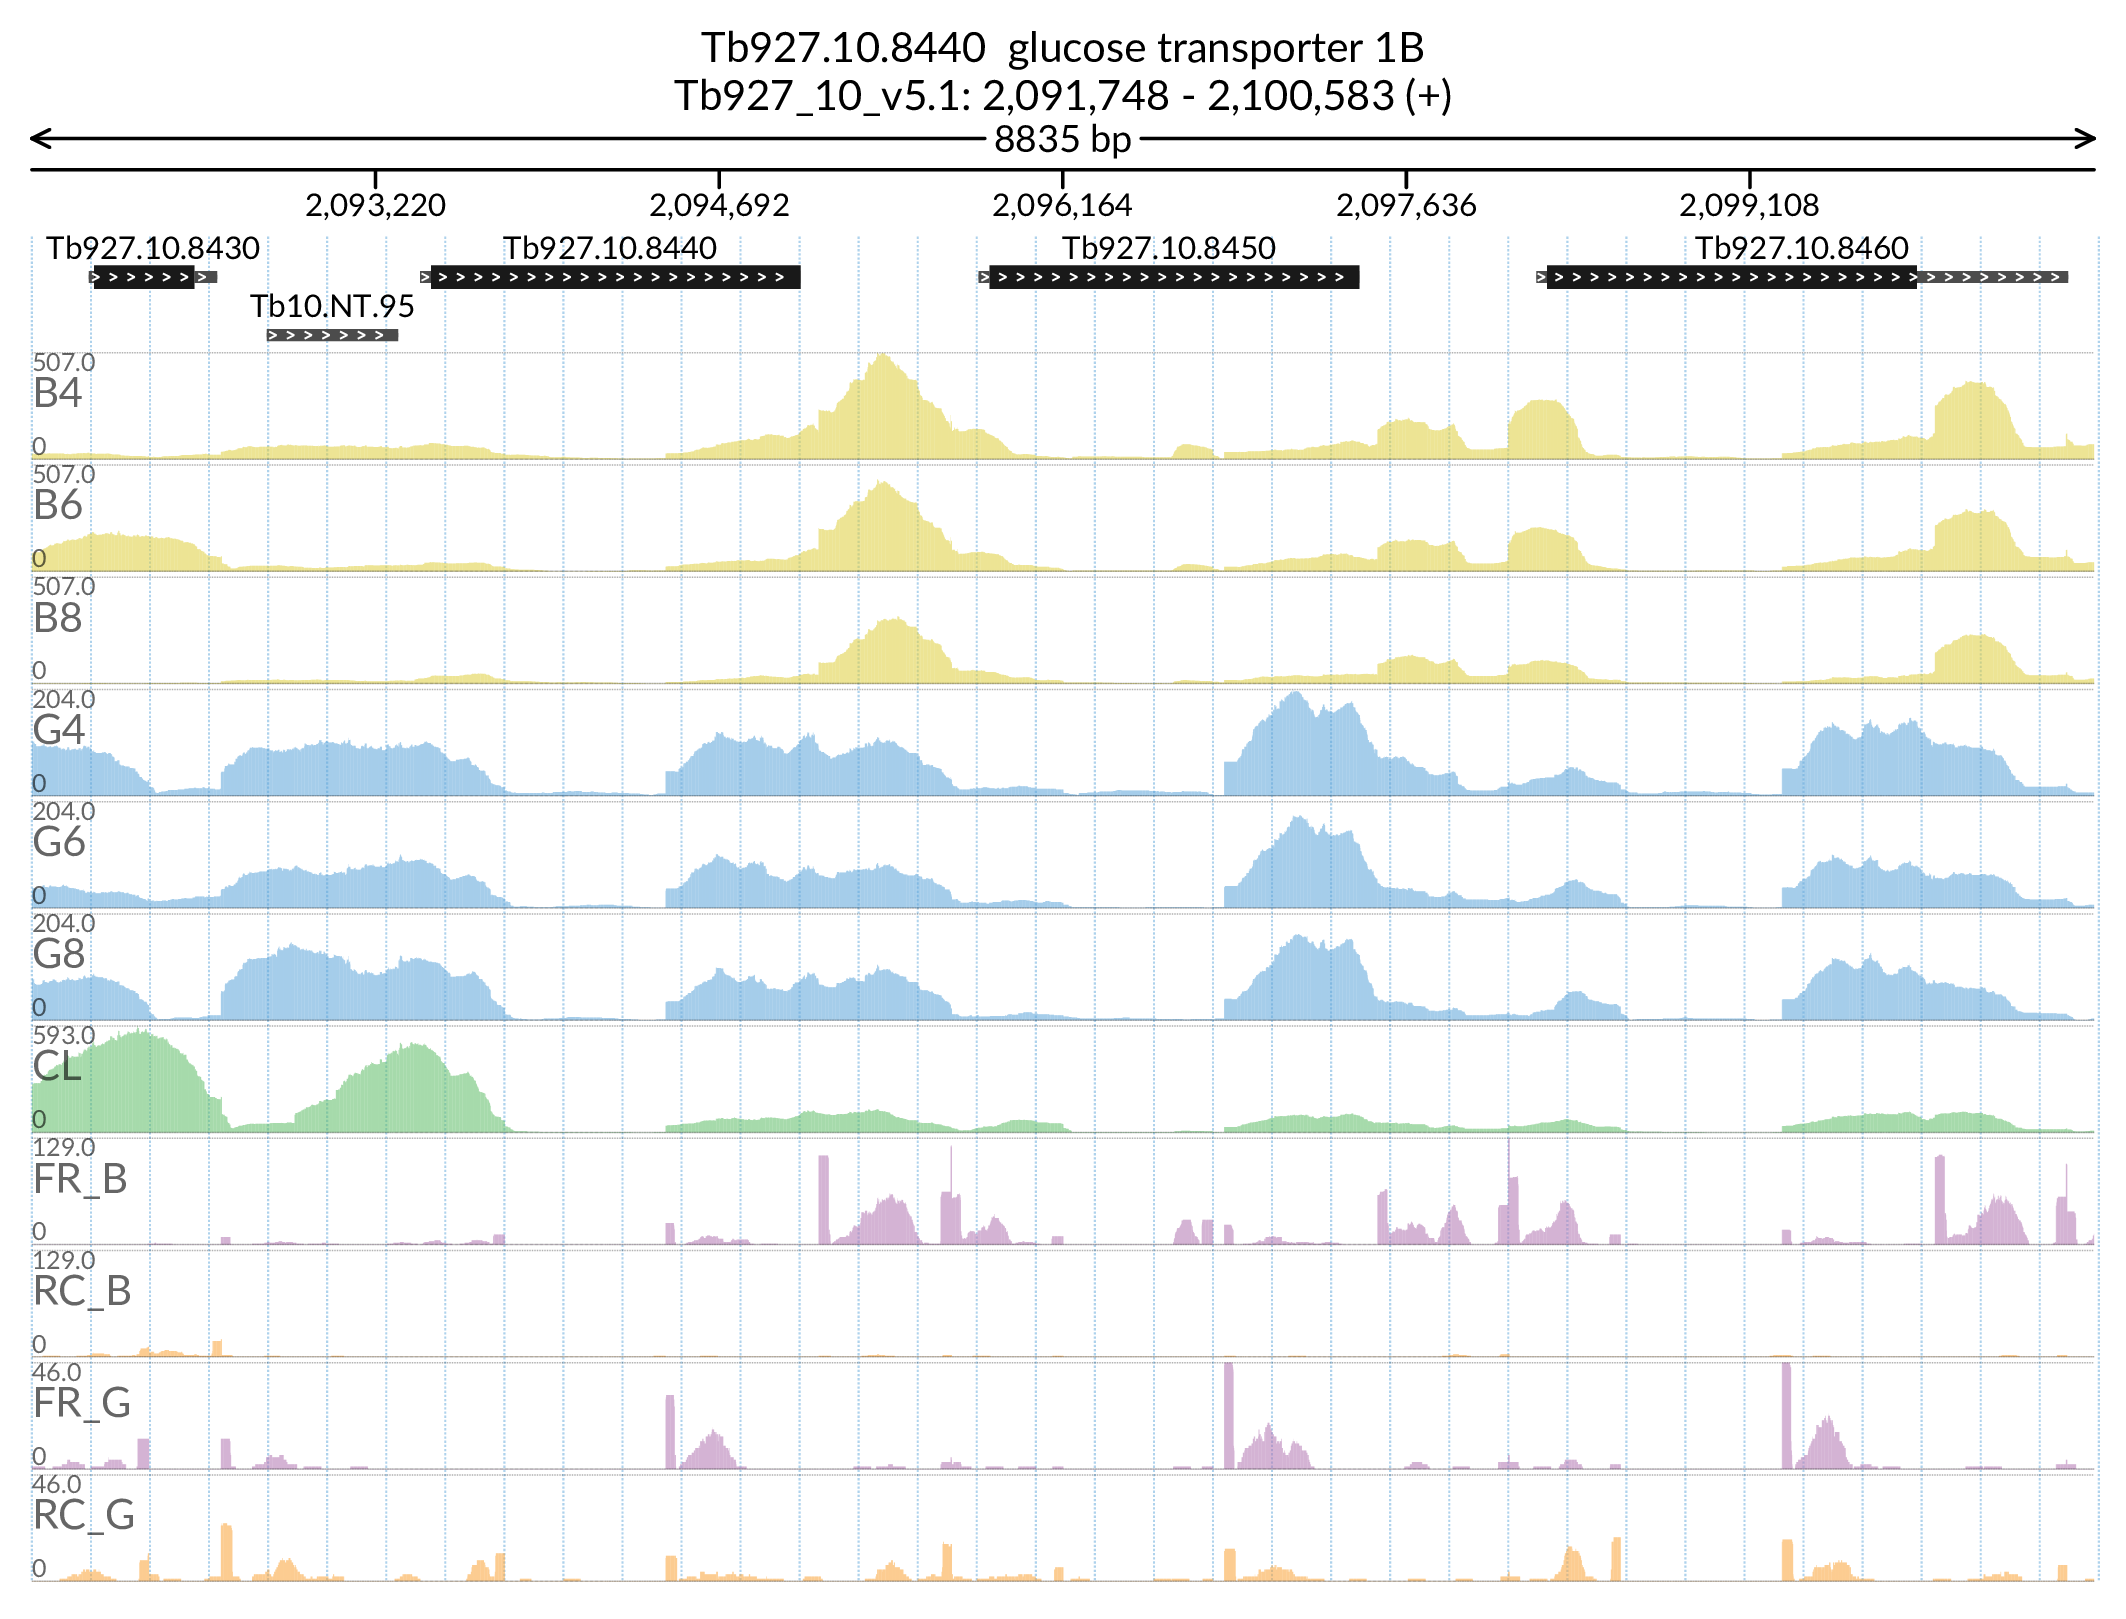 Tb927.10.8440  glucose transporter 1B
Tb927_10_v5.1: 2,091,748 - 2,100,583 (+)
8835 bp
2,093,220 2,094,692 2,096,164 2,097,636 2,099,108
Tb927.10.8430 Tb927.10.8440 Tb927.10.8450 Tb927.10.8460
Tb10.NT.95
507.0
B4
0
507.0
B6
0
507.0
B8
0
204.0
G4
0
204.0
G6
0
204.0
G8
0
593.0
CL
0
129.0
FR_B
0
129.0
RC_B
0
46.0
FR_G
0
46.0
RC_G
0